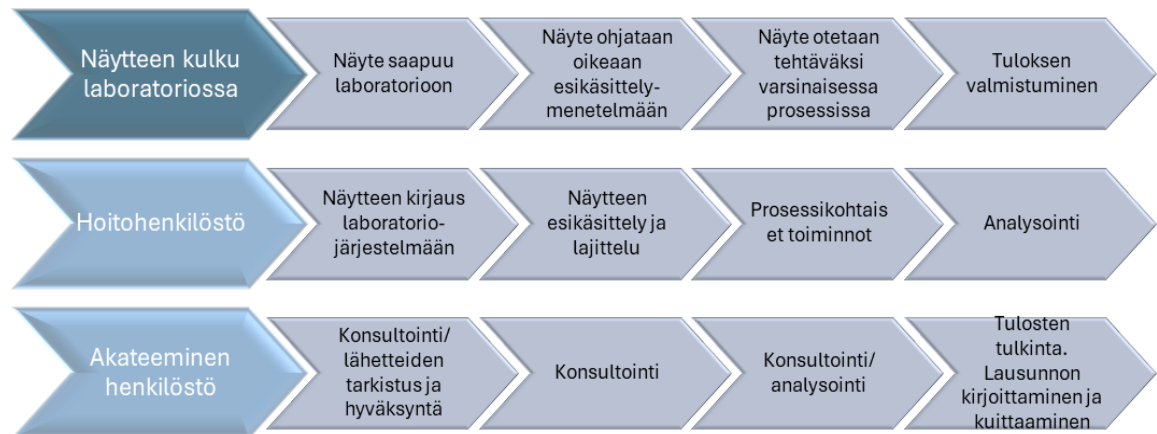 Näytteen kulku
laboratoriossa
Näyte saapuu
laboratorioon
Näyte ohjataan
oikeaan
esikäsittely-
menetelmään
Näyte otetaan
tehtäväksi
varsinaisessa
prosessissa
Tuloksen
valmistuminen
Hoitohenkilöstö
Näytteen kirjaus
laboratorio-
järjestelmään
Näytteen
esikäsittely ja
lajittelu
Prosessikohtais
et toiminnot
Analysointi
Akateeminen
henkilöstö
Konsultointi/
lähetteiden
tarkistus ja
hyväksyntä
Konsultointi
Konsultointi/
analysointi
Tulosten
tulkinta.
Lausunnon
kirjoittaminen ja
kuittaaminen